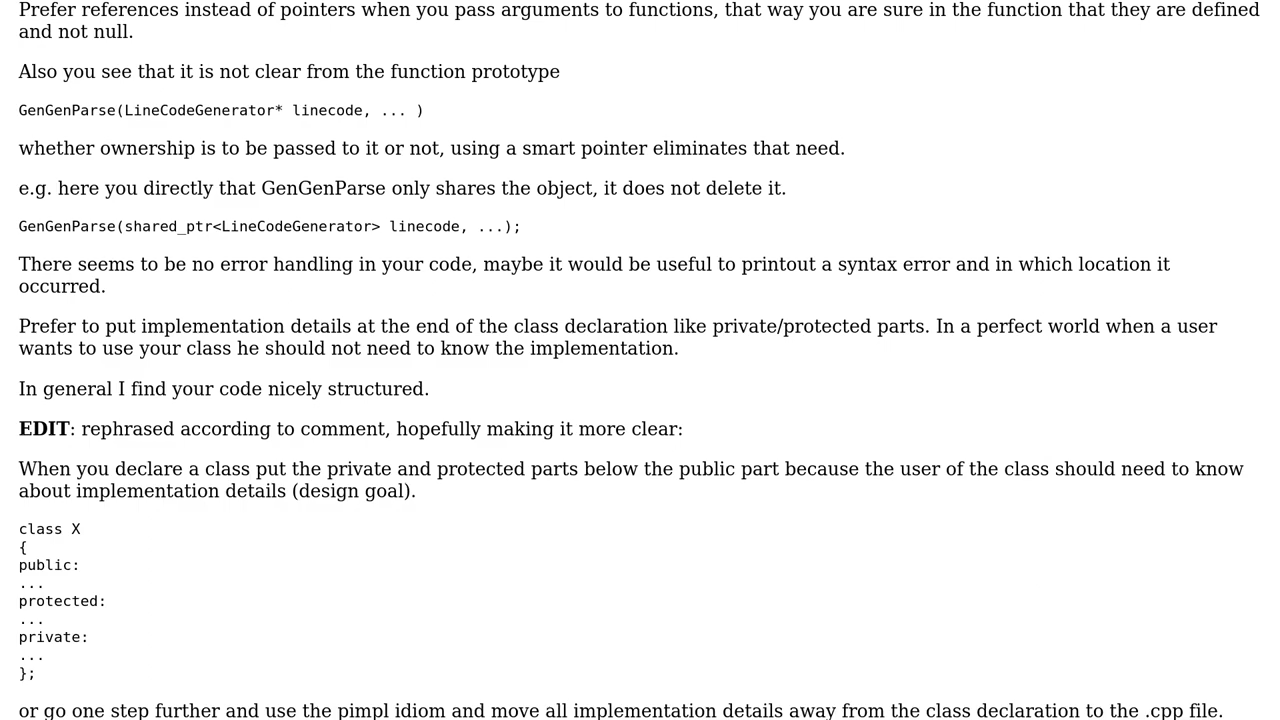 Prefer references instead of pointers when you pass arguments to functions, that way you are sure in the function that they are defined
and not null.
Also you see that it is not clear from the function prototype
GenGenParse(LineCodeGenerator* linecode, ... )
whether ownership is to be passed to it or not, using a smart pointer eliminates that need.
e.g. here you directly that GenGenParse only shares the object, it does not delete it.
GenGenParse(shared_ptr<LineCodeGenerator> linecode, ...);
There seems to be no error handling in your code, maybe it would be useful to printout a syntax error and in which location it
occurred.
Prefer to put implementation details at the end of the class declaration like private/protected parts. In a perfect world when a user
wants to use your class he should not need to know the implementation.
In general I find your code nicely structured.
EDIT: rephrased according to comment, hopefully making it more clear:
When you declare a class put the private and protected parts below the public part because the user of the class should need to know
about implementation details (design goal).
class X
{
public:
...
protected:
...
private:
...
};
or go one step further and use the pimpl idiom and move all implementation details away from the class declaration to the .cpp file.